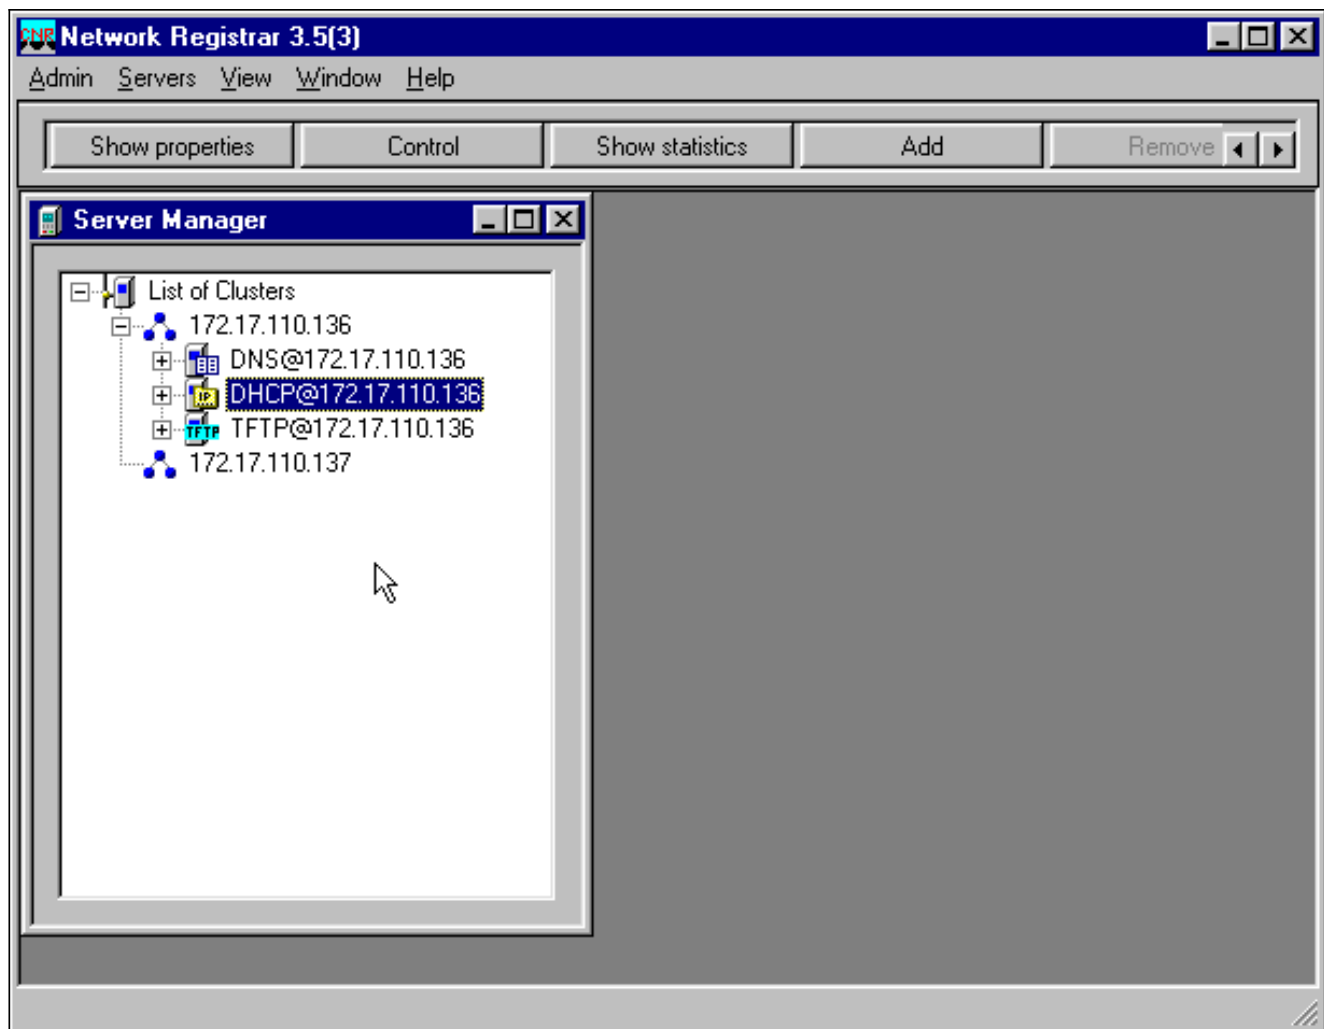 CNR Network Registrar 3.5(3)
Admin Servers View Window Help
Show properties Control Show statistics Add Remove
Server Manager
List of Clusters
172.17.110.136
DNS@172.17.110.136
IP DHCP@172.17.110.136
TFTP TFTP@172.17.110.136
172.17.110.137